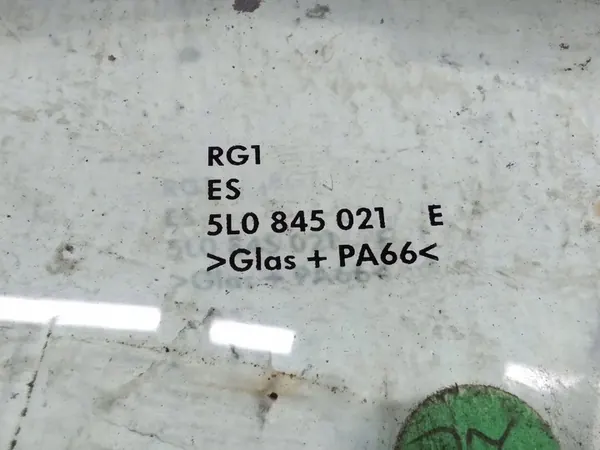 RG1
ES
5L0 845 021 E
>Glas + PA66<